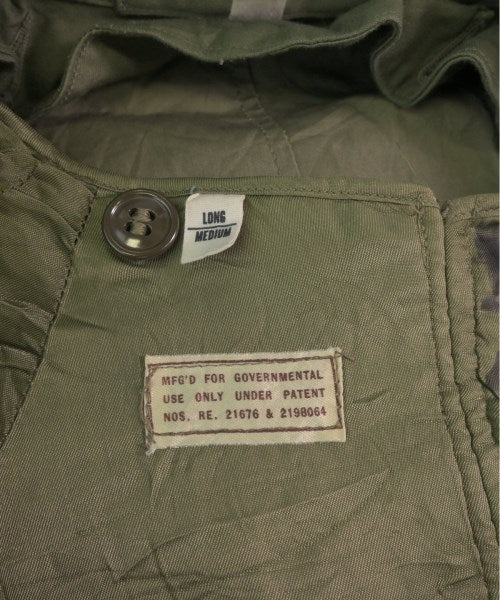 LONG
MEDIUM
MFG'D FOR GOVERNMENTAL
USE ONLY UNDER PATENT
NOS. RE. 21676 & 2198064